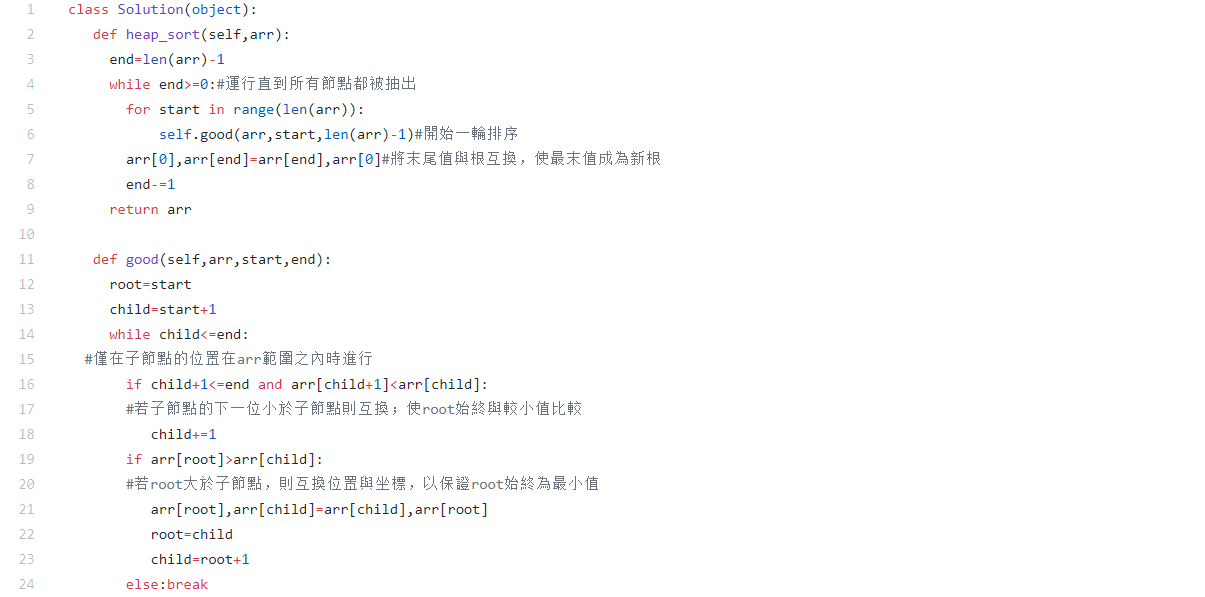 1 class Solution(object):
2 def heap_sort(self,arr):
3 end=len(arr)-1
4 while end>=0:#運行直到所有節點都被抽出
5 for start in range(len(arr)):
6 self.good(arr,start,len(arr)-1)#開始一輪排序
7 arr[0],arr[end]=arr[end],arr[0]#將末尾值與根互換，使最末值成為新根
8 end-=1
9 return arr
10
11 def good(self,arr,start,end):
12 root=start
13 child=start+1
14 while child<=end:
15 #僅在子節點的位置在arr範圍之內時進行
16 if child+1<=end and arr[child+1]<arr[child]:
17 #若子節點的下一位小於子節點則互換；使root始終與較小值比較
18 child+=1
19 if arr[root]>arr[child]:
20 #若root大於子節點，則互換位置與坐標，以保證root始終為最小值
21 arr[root],arr[child]=arr[child],arr[root]
22 root=child
23 child=root+1
24 else:break